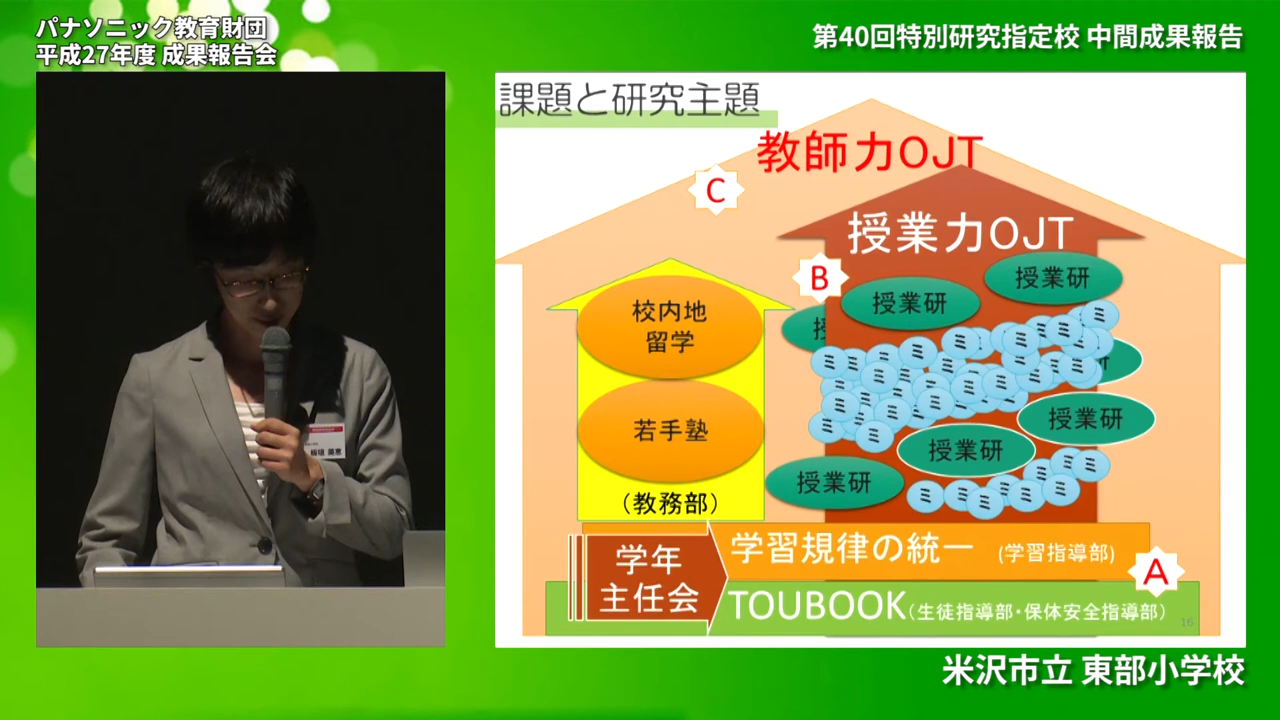 パナソニック教育財団
平成27年度 成果報告会
第40回特別研究指定校 中間成果報告
課題と研究主題
教師力OJT
C
授業力OJT
B
授業研
授業研
校内地
留学
若手塾
授業研
授業研
授業研
（教務部）
学年
主任会
学習規律の統一 (学習指導部)
A
TOUBOOK（生徒指導部・保体安全指導部）
16
米沢市立 東部小学校